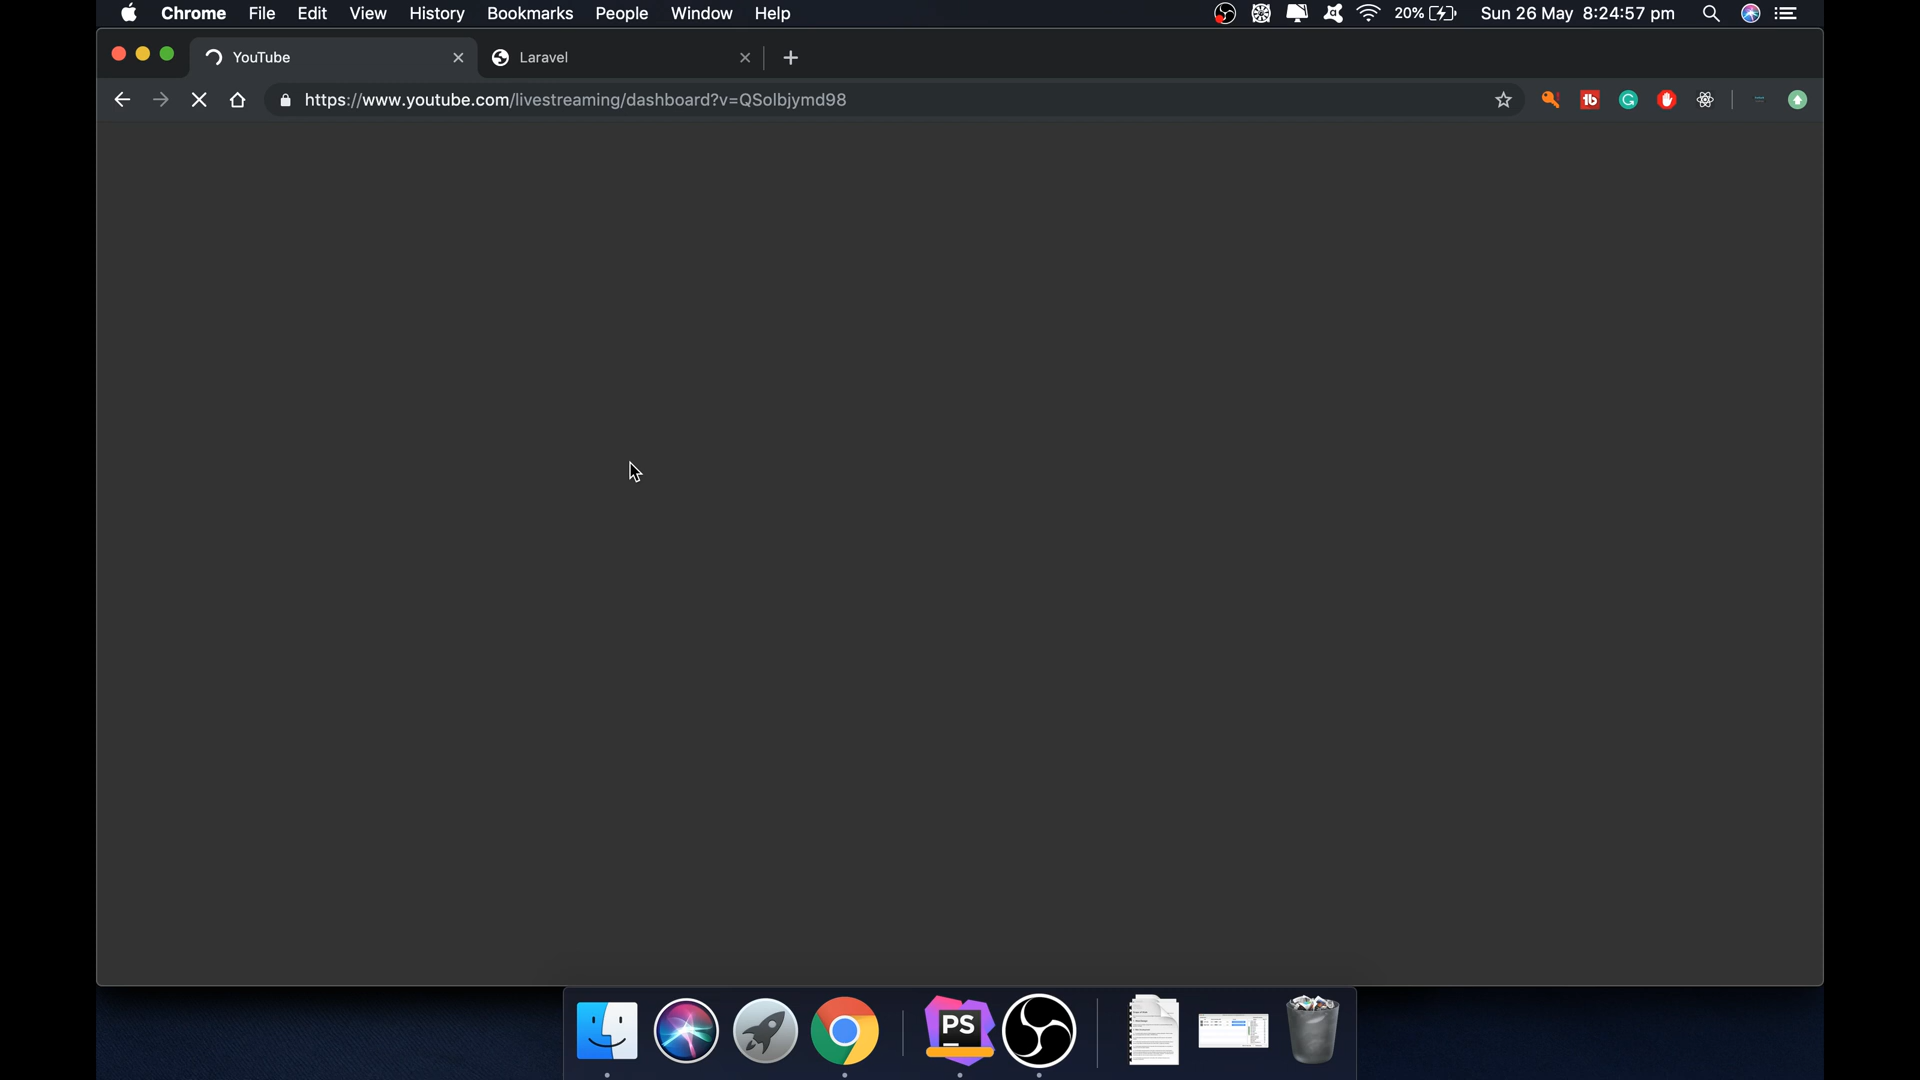 Chrome File Edit View History Bookmarks People Window Help 20% Sun 26 May 8:24:57 pm
YouTube Laravel
https://www.youtube.com/livestreaming/dashboard?v=QSolbjymd98 tb G
PS